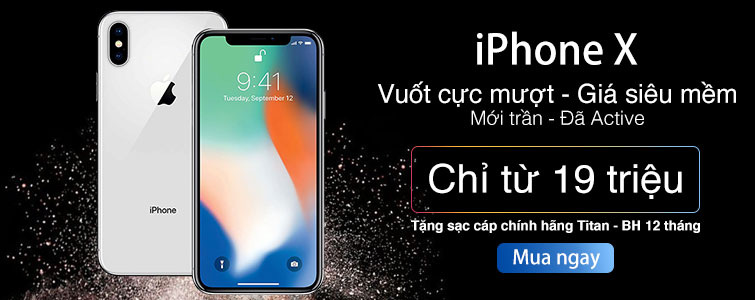 iPhone
9:41
Tuesday, September 12
iPhone X
Vuốt cực mượt - Giá siêu mềm
Mới trần - Đã Active
Chỉ từ 19 triệu
Tặng sạc cáp chính hãng Titan - BH 12 tháng
Mua ngay